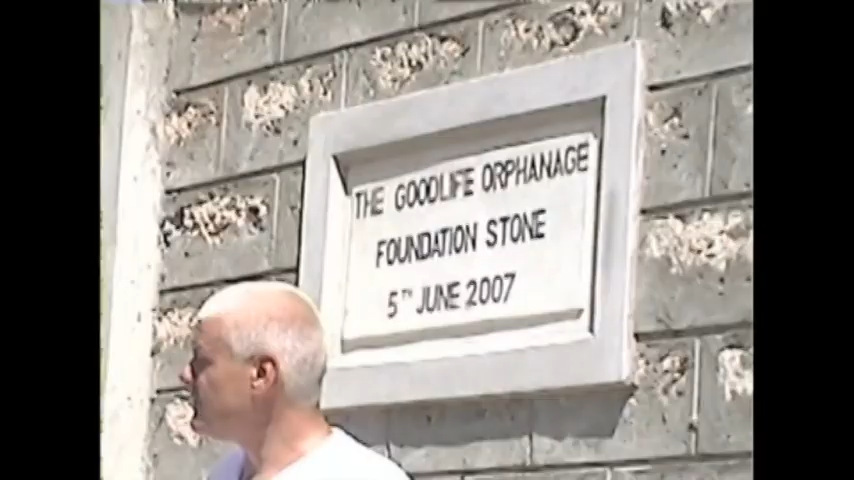 THE GOODLIFE ORPHANAGE
FOUNDATION STONE
5TH JUNE 2007